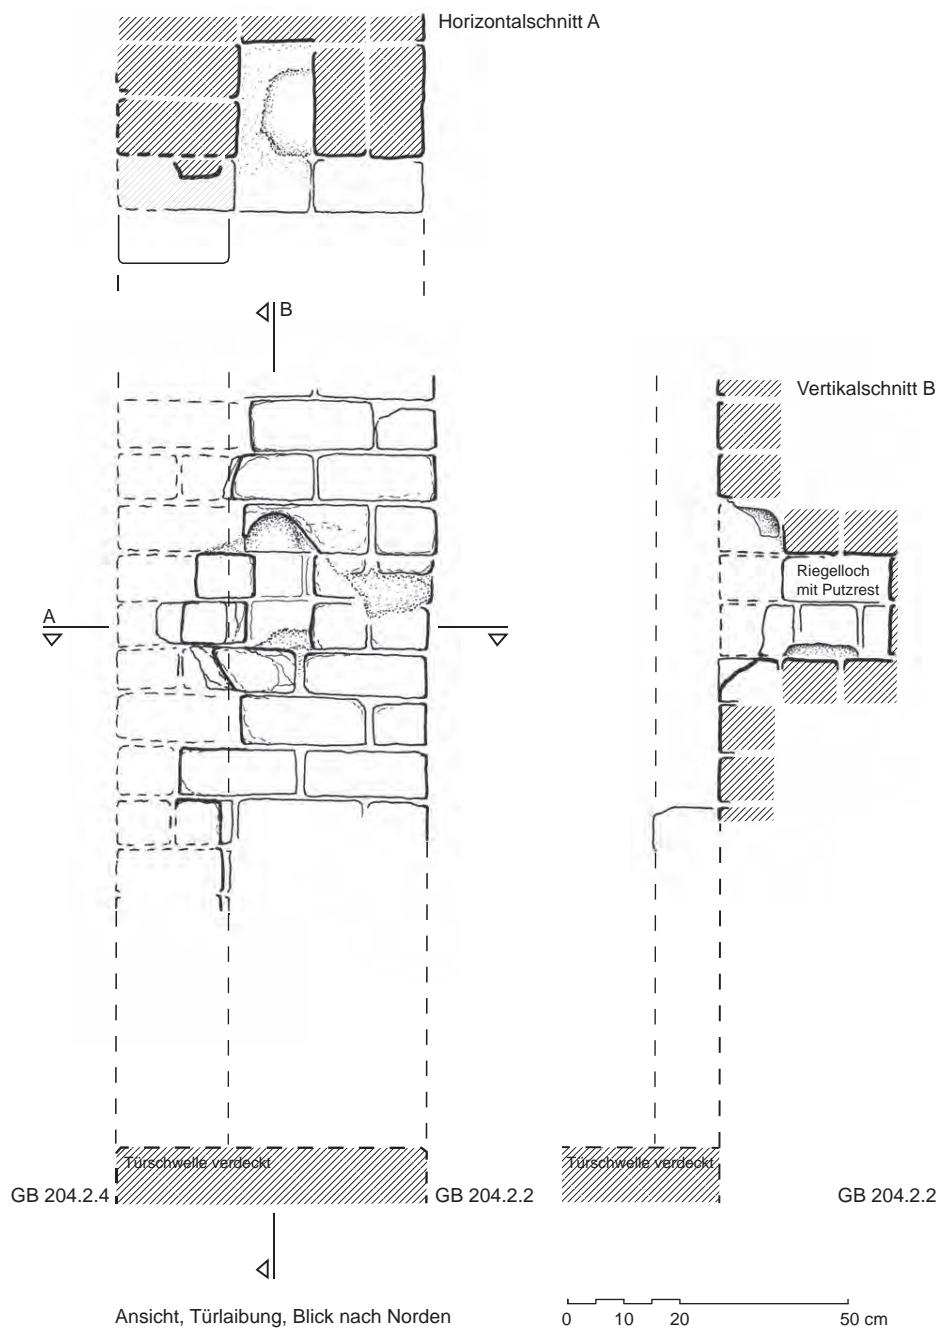 Horizontalschnitt A
B
Vertikalschnitt B
Riegelloch
mit Putzrest
A
Türschwelle verdeckt
Türschwelle verdeckt
GB 204.2.4
GB 204.2.2
GB 204.2.2
Ansicht, Türlaibung, Blick nach Norden
0 10 20 50 cm